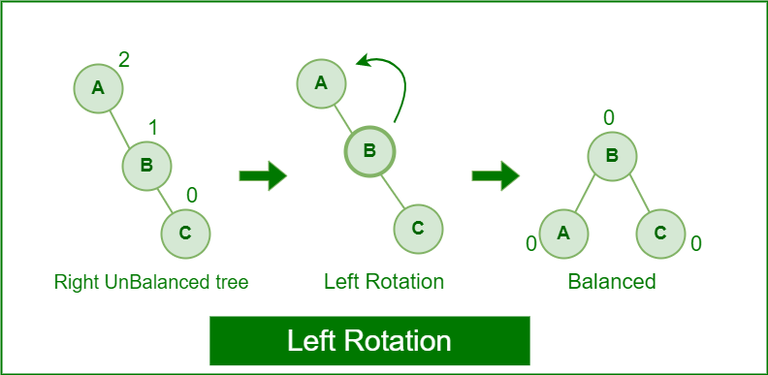 A 2
1
B
0
C
Right UnBalanced tree
A
B
C
Left Rotation
0
B
0 A
C 0
Balanced
Left Rotation